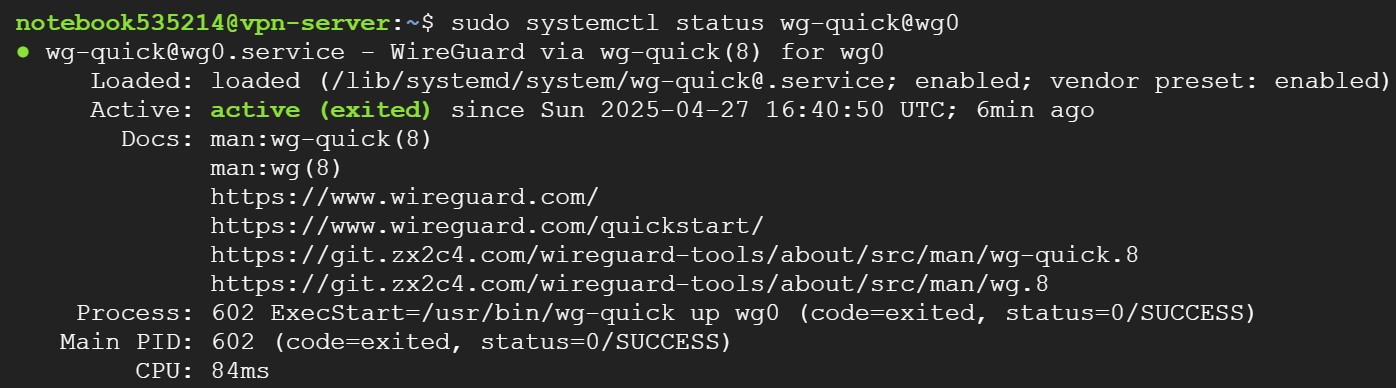 notebook535214@vpn-server:~$ sudo systemctl status wg-quick@wg0
● wg-quick@wg0.service - WireGuard via wg-quick(8) for wg0
     Loaded: loaded (/lib/systemd/system/wg-quick@.service; enabled; vendor preset: enabled)
     Active: active (exited) since Sun 2025-04-27 16:40:50 UTC; 6min ago
       Docs: man:wg-quick(8)
             man:wg(8)
             https://www.wireguard.com/
             https://www.wireguard.com/quickstart/
             https://git.zx2c4.com/wireguard-tools/about/src/man/wg-quick.8
             https://git.zx2c4.com/wireguard-tools/about/src/man/wg.8
    Process: 602 ExecStart=/usr/bin/wg-quick up wg0 (code=exited, status=0/SUCCESS)
   Main PID: 602 (code=exited, status=0/SUCCESS)
        CPU: 84ms